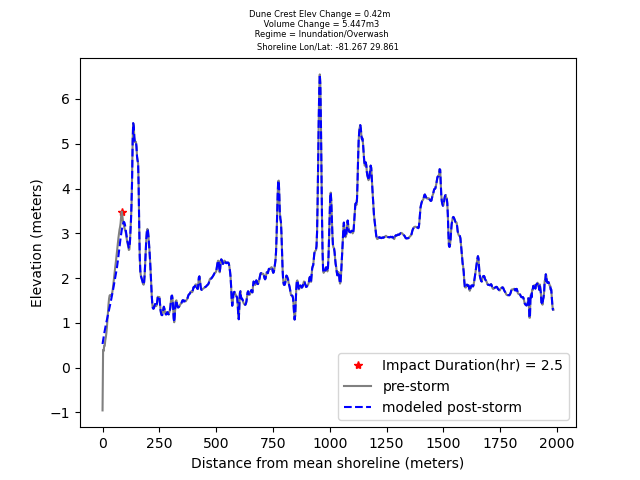 Dune Crest Elev Change = 0.42m
Volume Change = 5.447m3
Regime = Inundation/Overwash
Shoreline Lon/Lat: -81.267 29.861
6
5
4
3
2
1
0
−1
Elevation (meters)
Impact Duration(hr) = 2.5
pre-storm
modeled post-storm
0 250 500 750 1000 1250 1500 1750 2000
Distance from mean shoreline (meters)